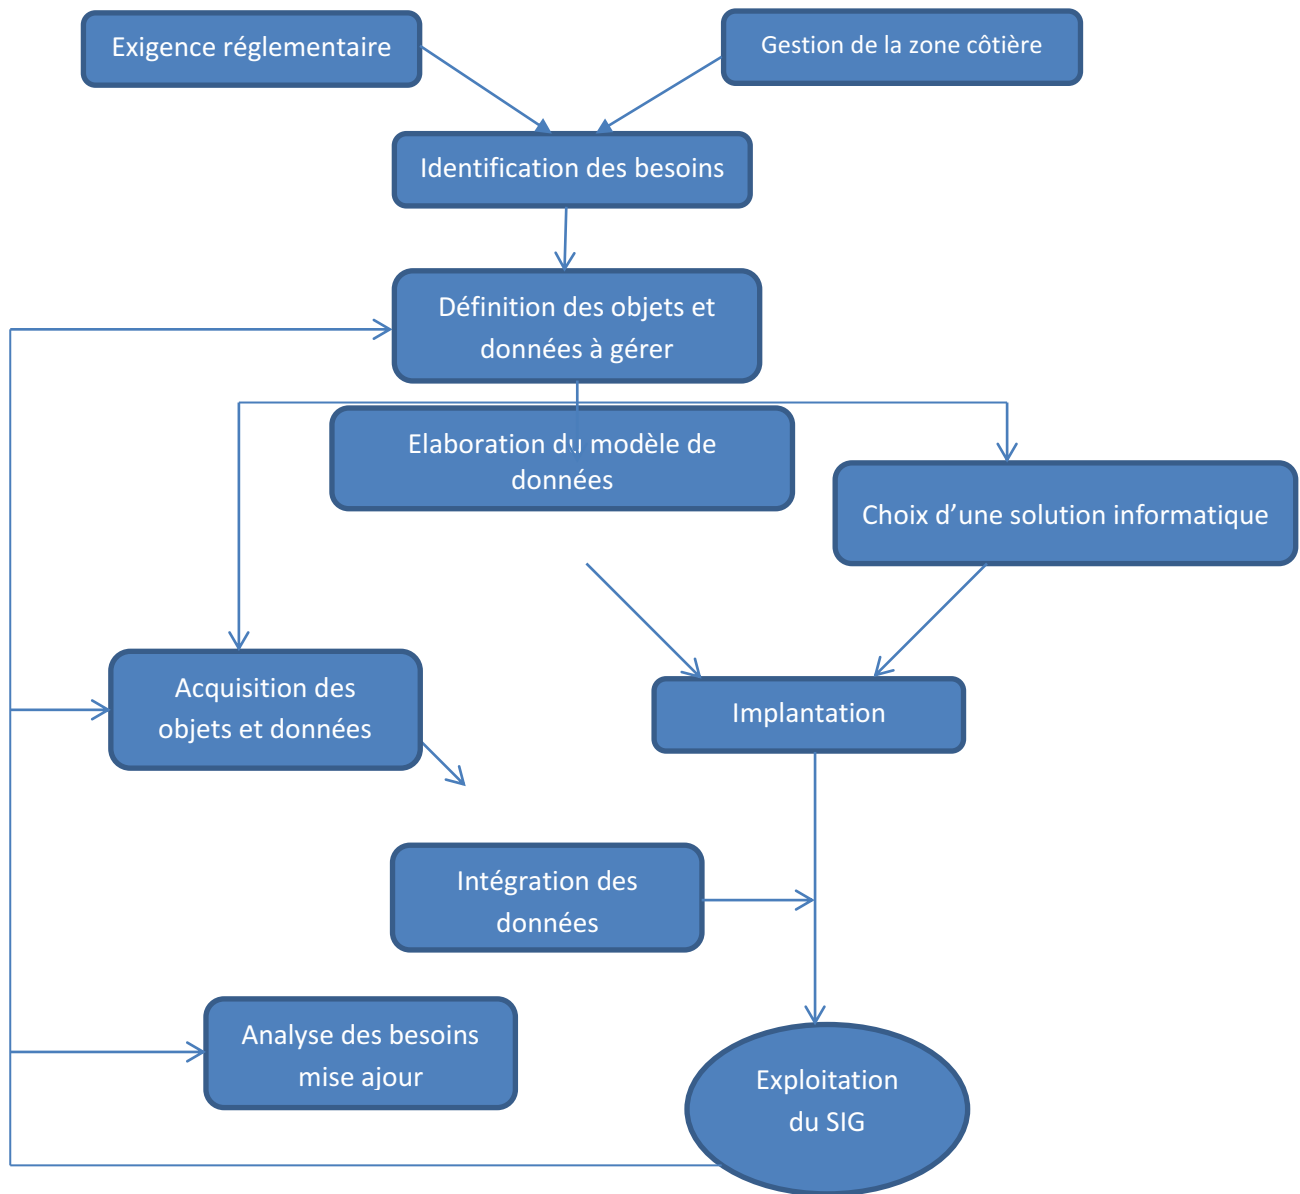 Exigence réglementaire
Gestion de la zone côtière
Identification des besoins
Définition des objets et
données à gérer
Elaboration du modèle de
données
Choix d’une solution informatique
Acquisition des
objets et données
Implantation
Intégration des
données
Analyse des besoins
mise ajour
Exploitation
du SIG